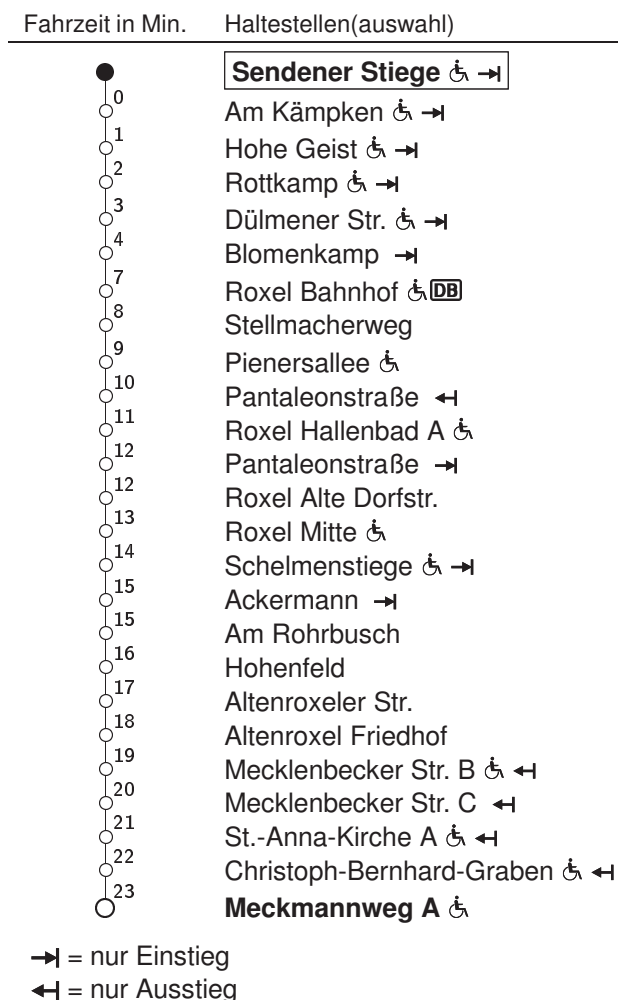 Fahrzeit in Min. Haltestellen(auswahl)
Sendener Stiege
0 Am Kämpken
1 Hohe Geist
2 Rottkamp
3 Dülmener Str.
4 Blomenkamp
7 Roxel Bahnhof DB
8 Stellmacherweg
9 Pienersallee
10 Pantaleonstraße
11 Roxel Hallenbad A
12 Pantaleonstraße
12 Roxel Alte Dorfstr.
13 Roxel Mitte
14 Schelmenstiege
15 Ackermann
15 Am Rohrbusch
16 Hohenfeld
17 Altenroxeler Str.
18 Altenroxel Friedhof
19 Mecklenbecker Str. B
20 Mecklenbecker Str. C
21 St.-Anna-Kirche A
22 Christoph-Bernhard-Graben
23 Meckmannweg A
= nur Einstieg
= nur Ausstieg